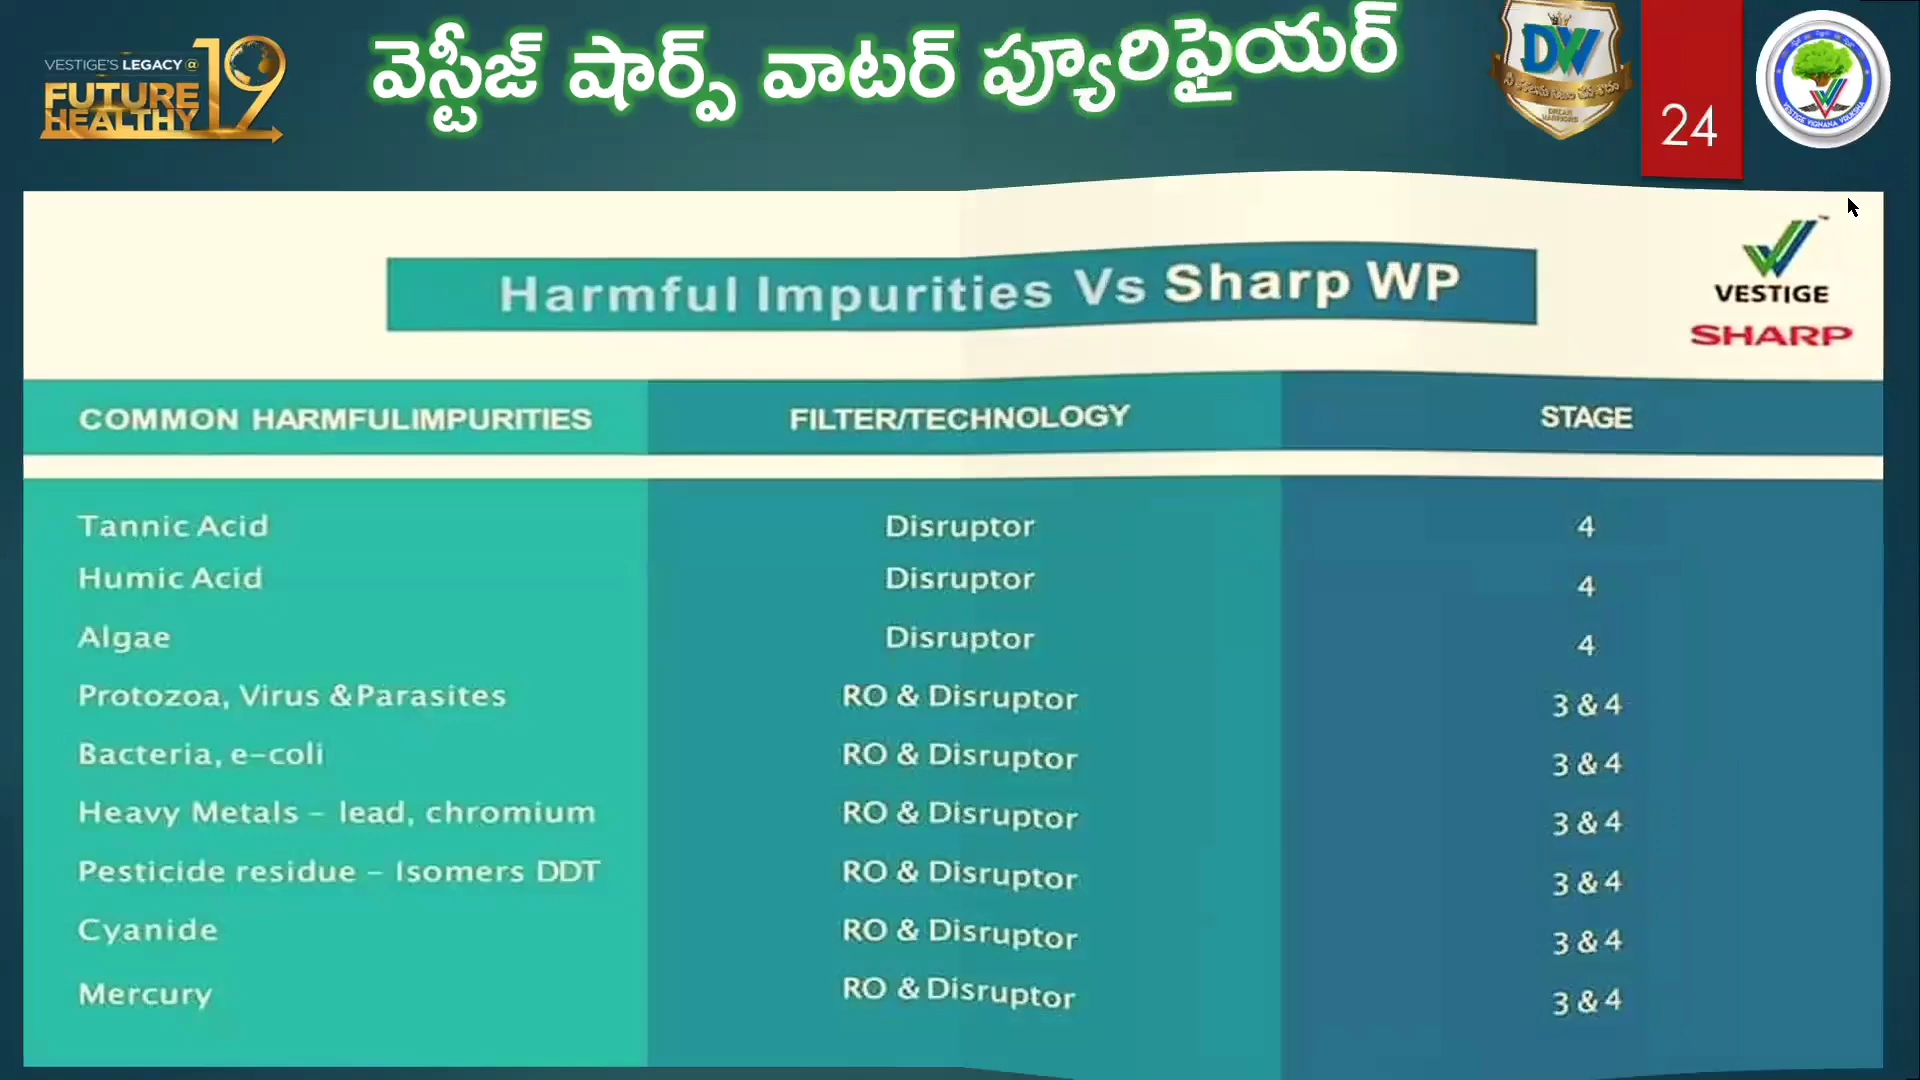 VESTIGE'S LEGACY @ 19
FUTURE
HEALTHY
వెస్టీజ్ షార్ప్ వాటర్ ప్యూరిఫైయర్
DW
24
Harmful Impurities Vs Sharp WP
VESTIGE
SHARP
COMMON HARMFULIMPURITIES FILTER/TECHNOLOGY STAGE
Tannic Acid Disruptor 4
Humic Acid Disruptor 4
Algae Disruptor 4
Protozoa, Virus &Parasites RO & Disruptor 3 & 4
Bacteria, e-coli RO & Disruptor 3 & 4
Heavy Metals – lead, chromium RO & Disruptor 3 & 4
Pesticide residue – Isomers DDT RO & Disruptor 3 & 4
Cyanide RO & Disruptor 3 & 4
Mercury RO & Disruptor 3 & 4